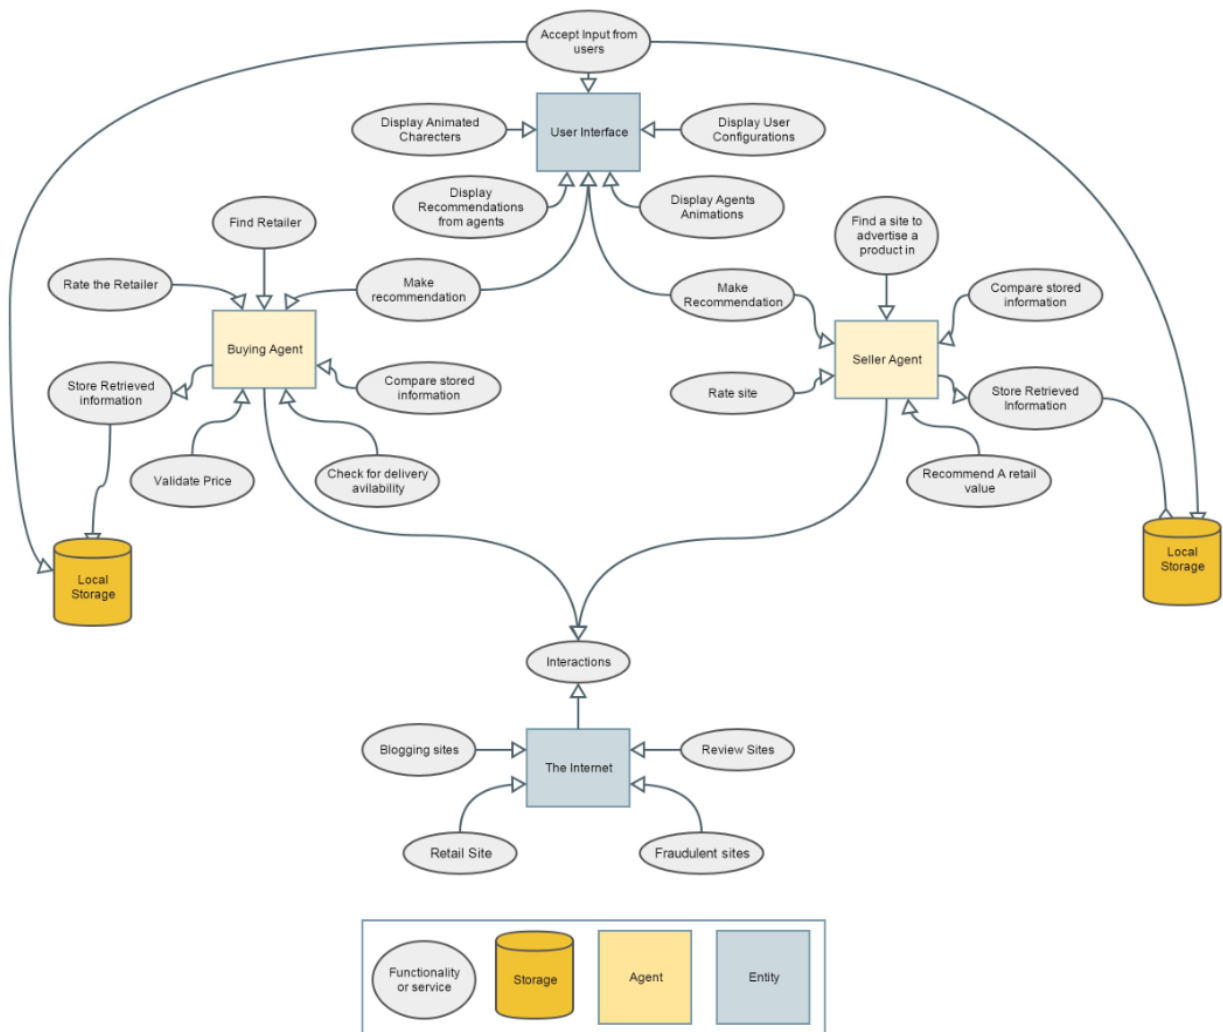 Accept Input from
users
Display Animated
Charecters
User Interface
Display User
Configurations
Display
Recommendations
from agents
Display Agents
Animations
Find Retailer
Find a site to
advertise a
product in
Rate the Retailer
Make
recommendation
Make
Recommendation
Compare stored
information
Buying Agent
Seller Agent
Store Retrieved
information
Compare stored
information
Rate site
Store Retrieved
Information
Validate Price
Check for delivery
avilability
Recommend A retail
value
Local
Storage
Local
Storage
Interactions
Blogging sites
The Internet
Review Sites
Retail Site
Fraudulent sites
Functionality
or service
Storage
Agent
Entity